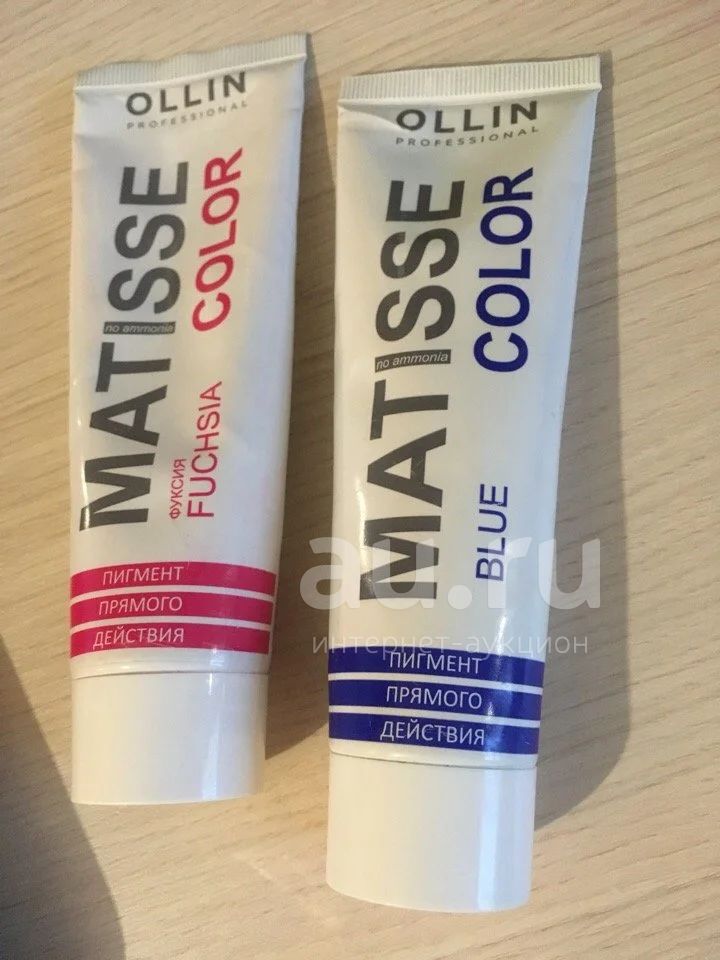 OLLIN
PROFESSIONAL
MATISSE
no ammonia
COLOR
ФУКСИЯ
FUCHSIA
ПИГМЕНТ
ПРЯМОГО
ДЕЙСТВИЯ
OLLIN
PROFESSIONAL
MATISSE
no ammonia
COLOR
BLUE
ПИГМЕНТ
ПРЯМОГО
ДЕЙСТВИЯ
au.ru
интернет-аукцион